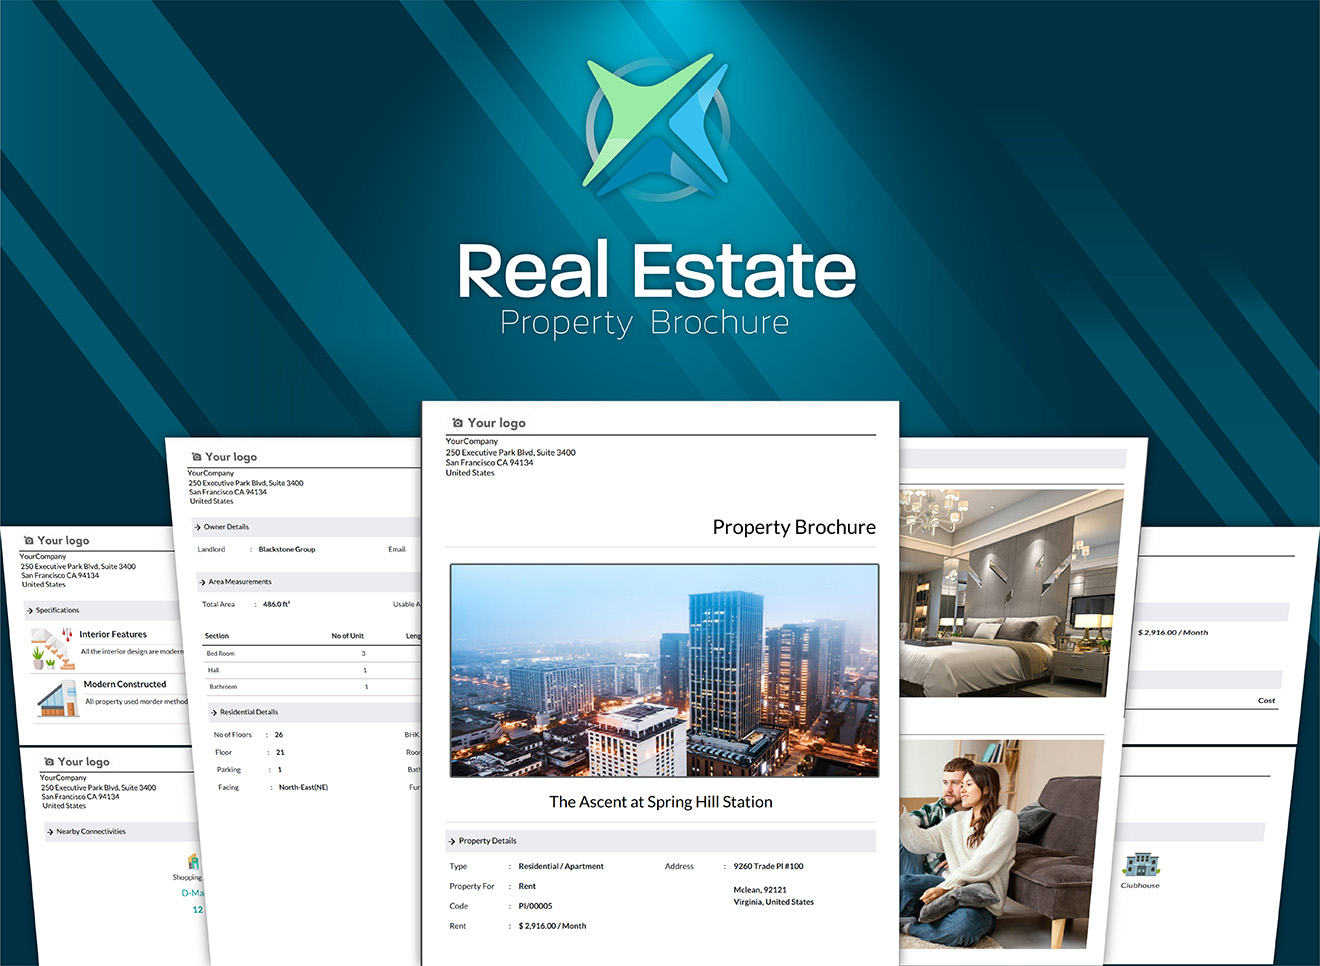 Real Estate
Property Brochure
Your logo
YourCompany
250 Executive Park Blvd, Suite 3400
San Francisco CA 94134
United States
Property Brochure
The Ascent at Spring Hill Station
Property Details
Type : Residential / Apartment
Property For : Rent
Code : PI/00005
Rent : $ 2,916.00 / Month
Address : 9260 Trade Pl #100
Mclean, 92121
Virginia, United States
Your logo
YourCompany
250 Executive Park Blvd, Suite 3400
San Francisco CA 94134
United States
Owner Details
Landlord : Blackstone Group Email
Area Measurements
Total Area : 486.0 ft² Usable A
Section No of Unit Leng
Bed Room 3
Hall 1
Bathroom 1
Residential Details
No of Floors : 26 BHK
Floor : 21 Roor
Parking : 1 Bat
Facing : North-East(NE) Fur
Your logo
YourCompany
250 Executive Park Blvd, Suite 3400
San Francisco CA 94134
United States
Specifications
Interior Features
All the interior design are modern
Modern Constructed
All property used morder method
Your logo
YourCompany
250 Executive Park Blvd, Suite 3400
San Francisco CA 94134
United States
Nearby Connectivities
Shopping
D-Ma
12
$ 2,916.00 / Month
Cost
Clubhouse